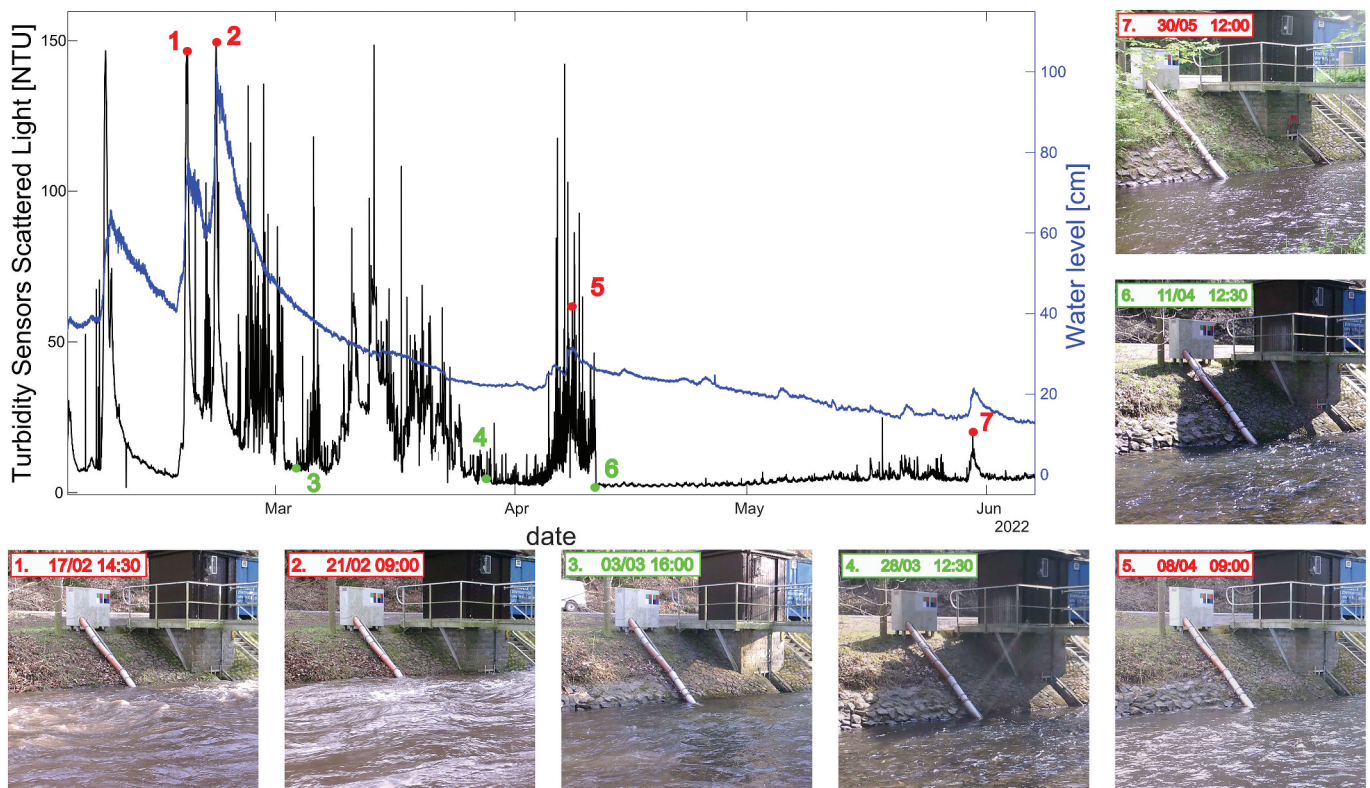 Turbidity Sensors Scattered Light [NTU]
150
100
50
0
1
2
3
4
5
6
7
100
80
60
40
20
0
Water level [cm]
Mar
Apr
May
Jun
2022
date
7. 30/05 12:00
6. 11/04 12:30
1. 17/02 14:30
2. 21/02 09:00
3. 03/03 16:00
4. 28/03 12:30
5. 08/04 09:00